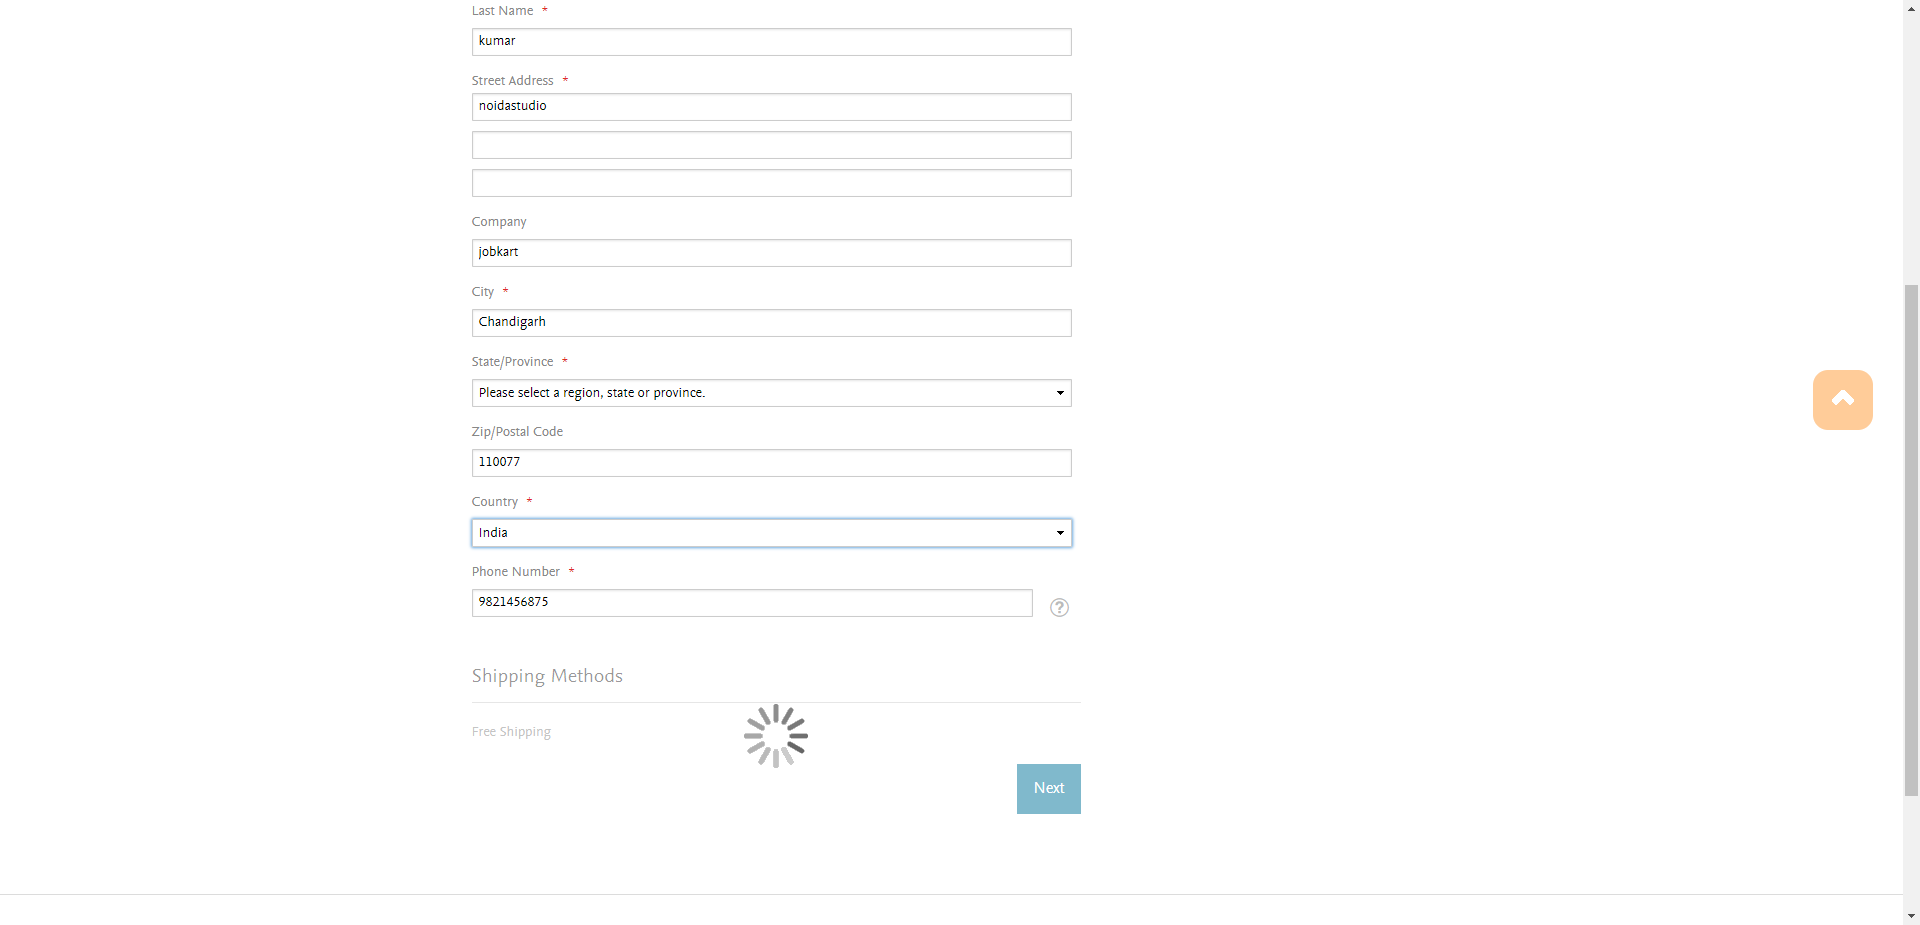 Last Name *
kumar
Street Address *
noidastudio
Company
jobkart
City *
Chandigarh
State/Province *
Please select a region, state or province.
Zip/Postal Code
110077
Country *
India
Phone Number *
9821456875
?
Shipping Methods
Free Shipping
Next